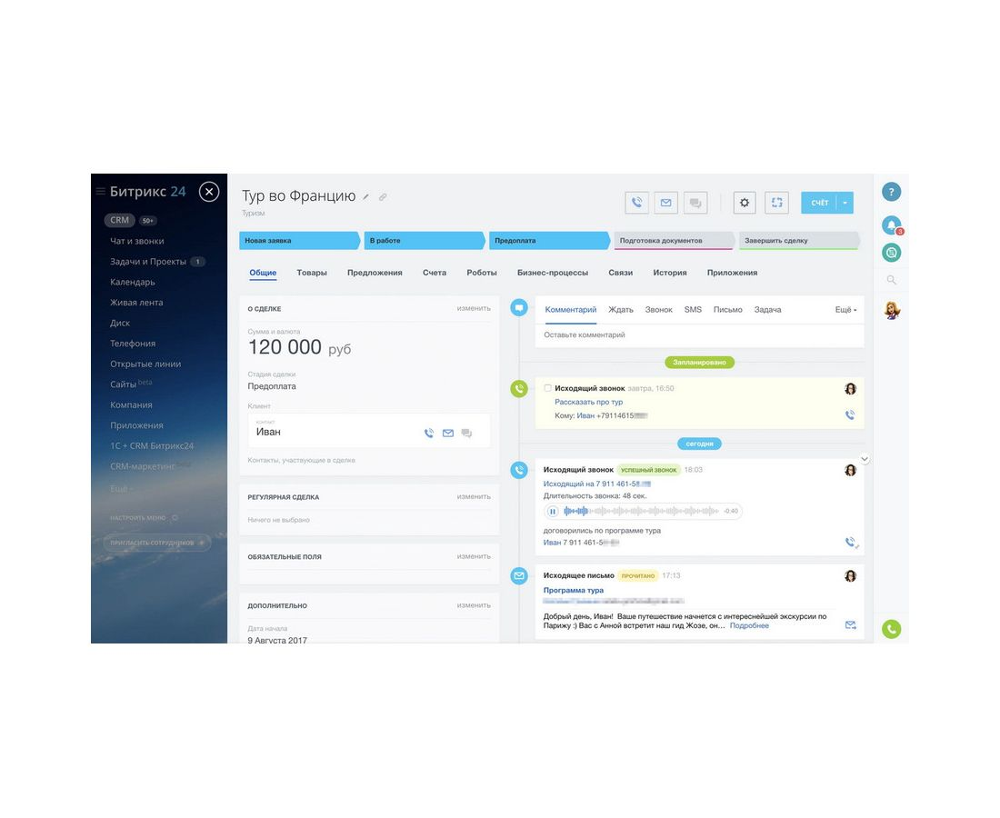 Битрикс 24
CRM 50+
Чат и звонки
Задачи и Проекты 1
Календарь
Живая лента
Диск
Телефония
Открытые линии
Сайты beta
Компания
Приложения
1С + CRM Битрикс24
CRM-маркетинг
Ещё
НАСТРОИТЬ МЕНЮ
ПРИГЛАСИТЬ СОТРУДНИКОВ +
Тур во Францию
Туризм
СЧЁТ
Новая заявка
В работе
Предоплата
Подготовка документов
Завершить сделку
Общие Товары Предложения Счета Роботы Бизнес-процессы Связи История Приложения
О СДЕЛКЕ изменить
Сумма и валюта
120 000 руб
Стадия сделки
Предоплата
Клиент
КОНТАКТ
Иван
Контакты, участвующие в сделке
РЕГУЛЯРНАЯ СДЕЛКА изменить
Ничего не выбрано
ОБЯЗАТЕЛЬНЫЕ ПОЛЯ изменить
ДОПОЛНИТЕЛЬНО изменить
Дата начала
9 Августа 2017
Комментарий Ждать Звонок SMS Письмо Задача Ещё
Оставьте комментарий
Запланировано
Исходящий звонок завтра, 16:50
Рассказать про тур
Кому: Иван +79114615
сегодня
Исходящий звонок УСПЕШНЫЙ ЗВОНОК 18:03
Исходящий на 7 911 461-5
Длительность звонка: 48 сек.
-0:40
договорились по программе тура
Иван 7 911 461-5
Исходящее письмо ПРОЧИТАНО 17:13
Программа тура
Добрый день, Иван! Ваше путешествие начнется с интереснейшей экскурсии по
Парижу :) Вас с Анной встретит наш гид Жозе, он... Подробнее
?
3